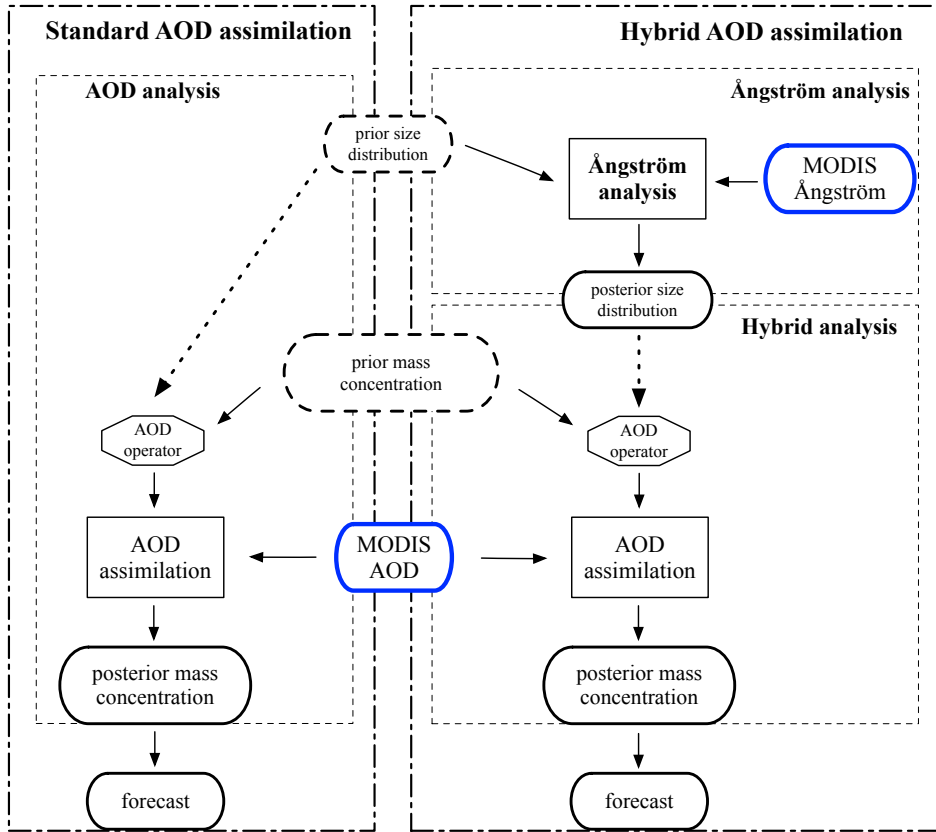 Standard AOD assimilation
Hybrid AOD assimilation
AOD analysis
Ångström analysis
prior size
distribution
Ångström
analysis
MODIS
Ångström
posterior size
distribution
Hybrid analysis
prior mass
concentration
AOD
operator
AOD
operator
AOD
assimilation
MODIS
AOD
AOD
assimilation
posterior mass
concentration
posterior mass
concentration
forecast
forecast